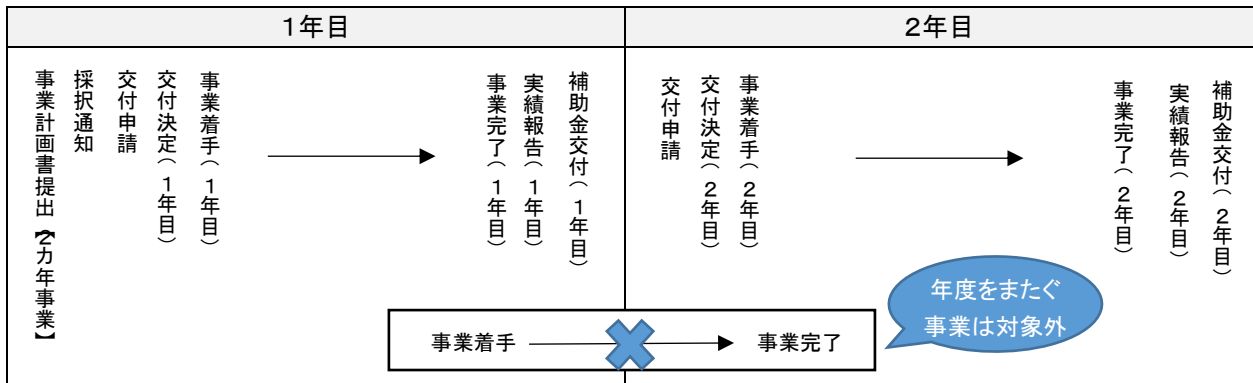 1年目
2年目
事業計画書提出【2カ年事業】
採択通知
交付申請
交付決定(1年目)
事業着手(1年目)
事業完了(1年目)
実績報告(1年目)
補助金交付(1年目)
交付申請
交付決定(2年目)
事業着手(2年目)
事業完了(2年目)
実績報告(2年目)
補助金交付(2年目)
事業着手
事業完了
年度をまたぐ
事業は対象外